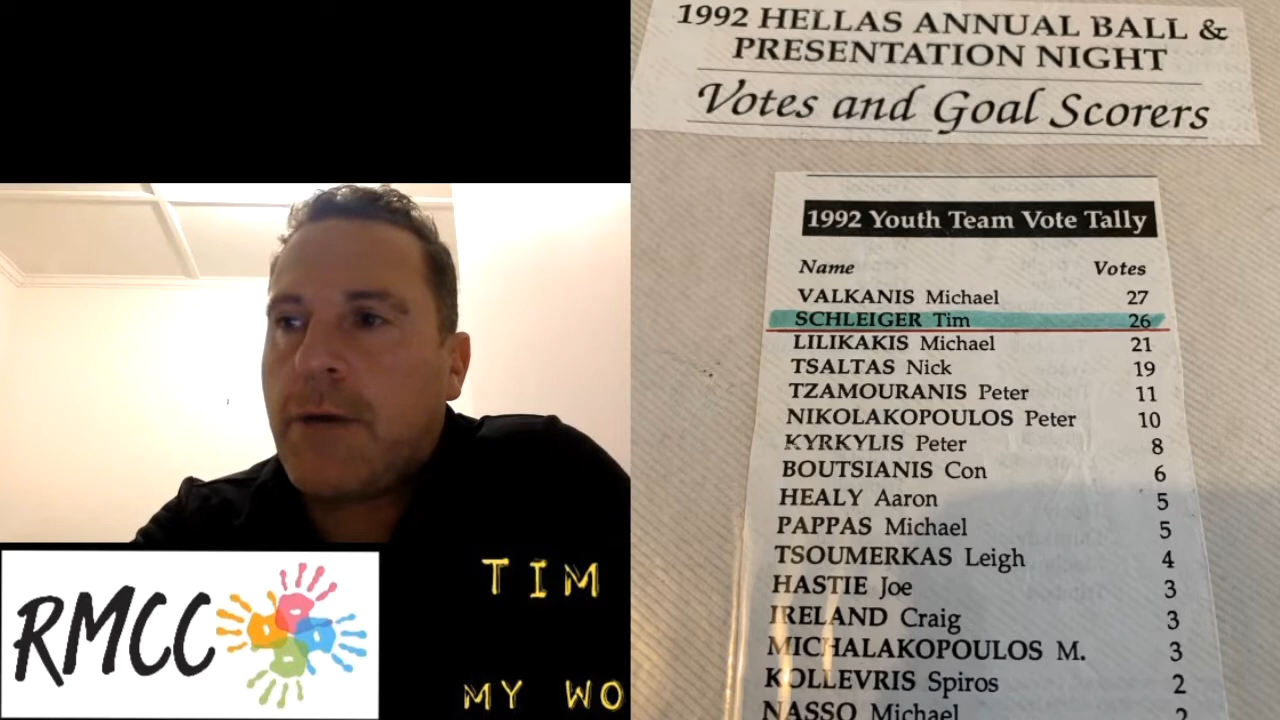 RMCC
TIM
MY WO
1992 HELLAS ANNUAL BALL &
PRESENTATION NIGHT
Votes and Goal Scorers
1992 Youth Team Vote Tally
Name Votes
VALKANIS Michael 27
SCHLEIGER Tim 26
LILIKAKIS Michael 21
TSALTAS Nick 19
TZAMOURANIS Peter 11
NIKOLAKOPOULOS Peter 10
KYRKYLIS Peter 8
BOUTSIANIS Con 6
HEALY Aaron 5
PAPPAS Michael 5
TSOUMERKAS Leigh 4
HASTIE Joe 3
IRELAND Craig 3
MICHALAKOPOULOS M. 3
KOLLEVRIS Spiros 2
NASSO Michael 2